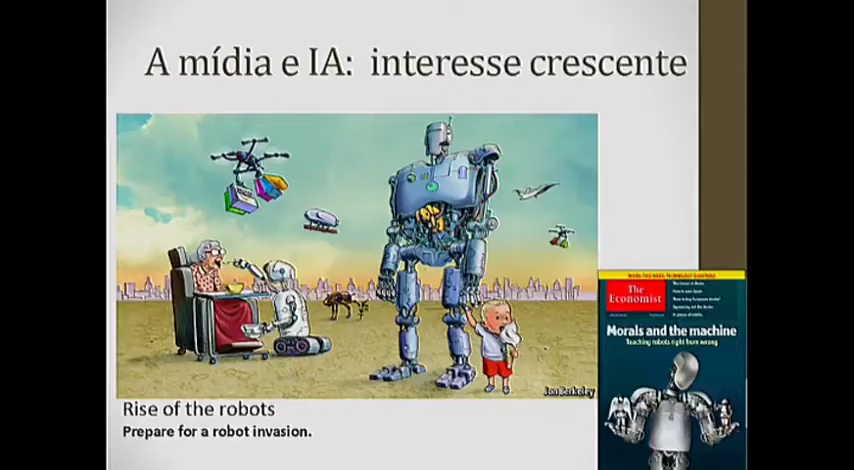 A mídia e IA: interesse crescente
Jon Berkeley
Rise of the robots
Prepare for a robot invasion.
The
Economist
Morals and the machine
Teaching robots right from wrong